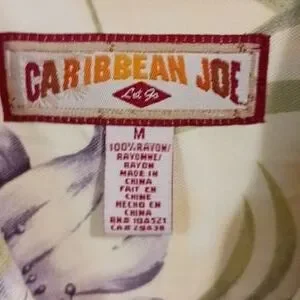 CARIBBEAN JOE
Let Go
M
100% RAYON/
RAYONNE/
RAYON
MADE IN
CHINA
FAIT EN
CHINE
HECHO EN
CHINA
RN# 104521
CA# 29438